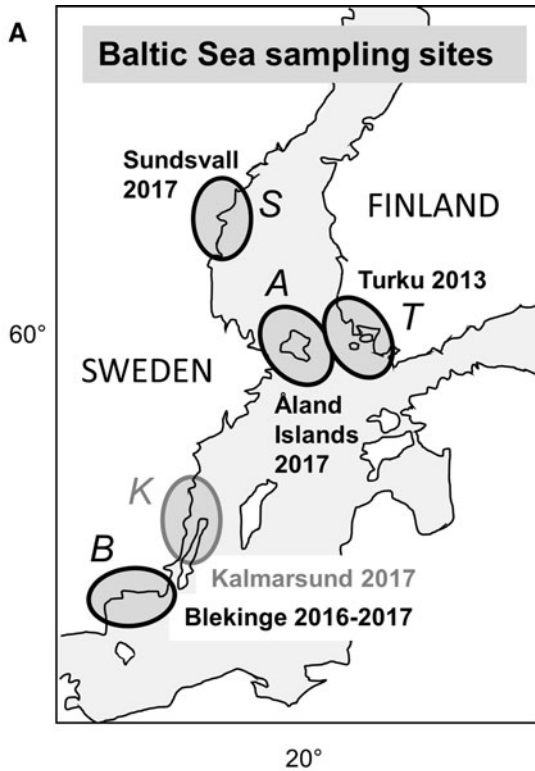 A
Baltic Sea sampling sites
Sundsvall
2017
S
FINLAND
A
Turku 2013
T
60°
SWEDEN
Åland
Islands
2017
K
B
Kalmarsund 2017
Blekinge 2016-2017
20°